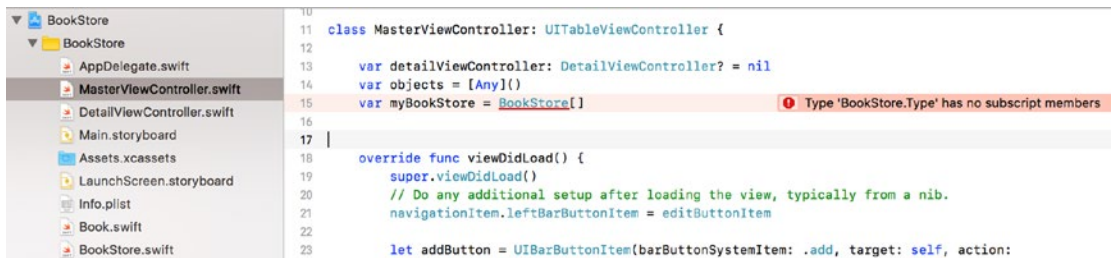 BookStore
BookStore
AppDelegate.swift
MasterViewController.swift
DetailViewController.swift
Main.storyboard
Assets.xcassets
LaunchScreen.storyboard
Info.plist
Book.swift
BookStore.swift
10
11 class MasterViewController: UITableViewController {
12
13 var detailViewController: DetailViewController? = nil
14 var objects = [Any]()
15 var myBookStore = BookStore[] Type 'BookStore.Type' has no subscript members
16
17
18 override func viewDidLoad() {
19 super.viewDidLoad()
20 // Do any additional setup after loading the view, typically from a nib.
21 navigationItem.leftBarButtonItem = editButtonItem
22
23 let addButton = UIBarButtonItem(barButtonSystemItem: .add, target: self, action: